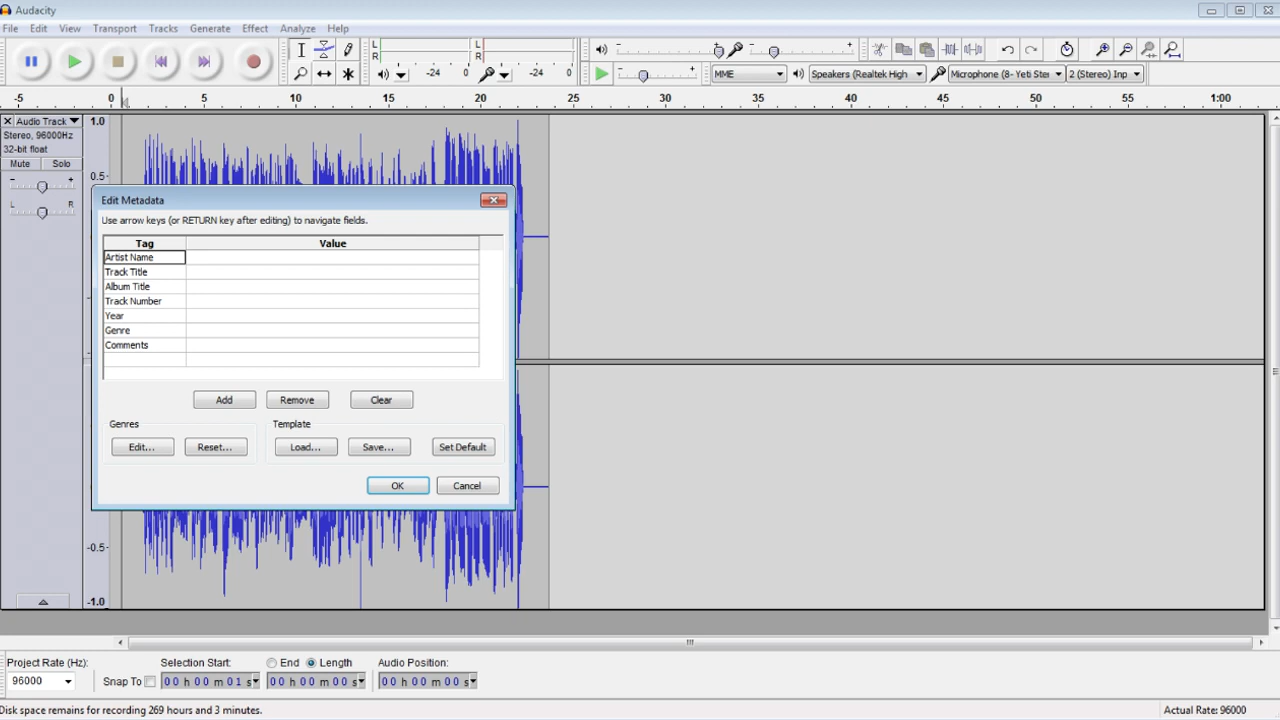 Audacity
File Edit View Transport Tracks Generate Effect Analyze Help
L R -24 0 L R -24 0
MME Speakers (Realtek High Microphone (8- Yeti Ster 2 (Stereo) Inp
-5 0 5 10 15 20 25 30 35 40 45 50 55 1:00
Audio Track 1.0
Stereo, 96000Hz
32-bit float
Mute Solo
0.5
- +
L R
Edit Metadata
Use arrow keys (or RETURN key after editing) to navigate fields.
Tag Value
Artist Name
Track Title
Album Title
Track Number
Year
Genre
Comments
Add Remove Clear
Genres Template
Edit... Reset... Load... Save... Set Default
OK Cancel
-0.5
-1.0
Project Rate (Hz): Selection Start: End Length Audio Position:
96000 Snap To 00 h 00 m 01 s 00 h 00 m 00 s 00 h 00 m 00 s
Disk space remains for recording 269 hours and 3 minutes. Actual Rate: 96000